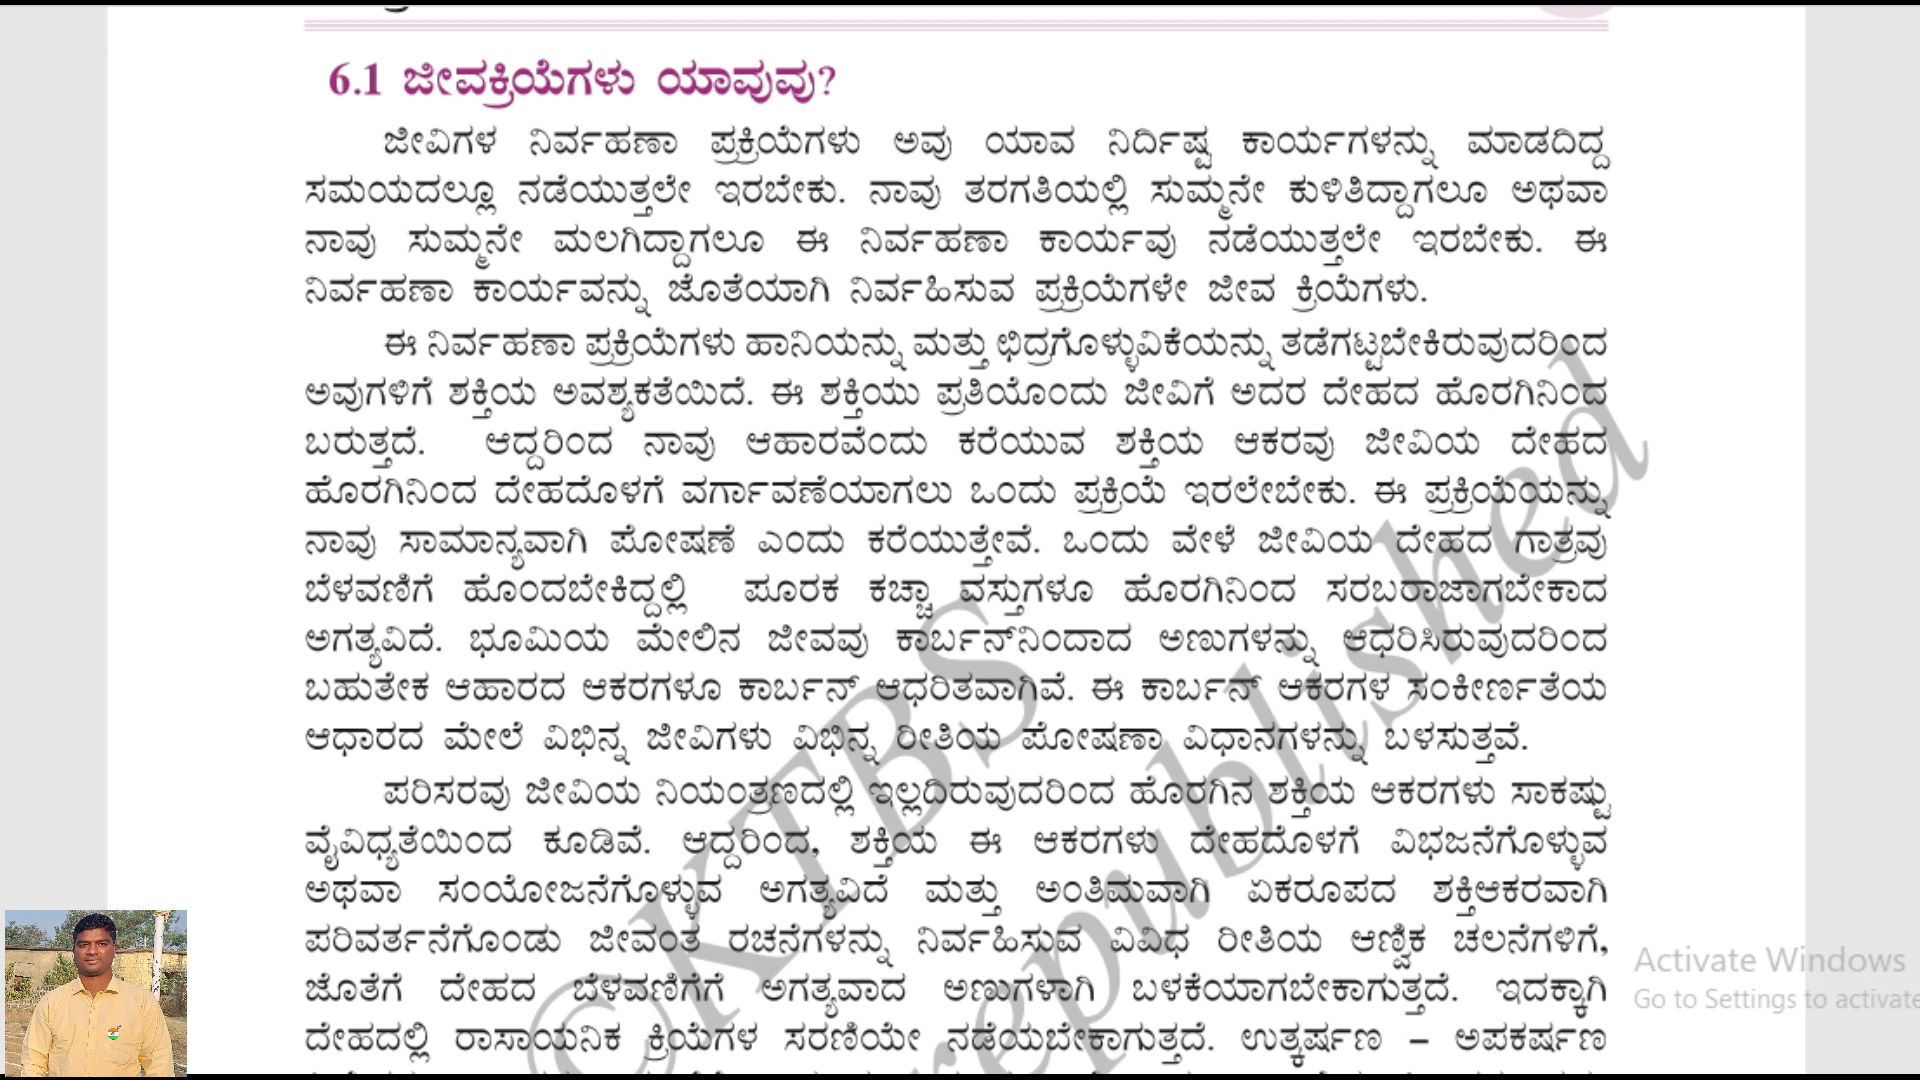 6.1 ಜೀವಕ್ರಿಯೆಗಳು ಯಾವುವು?
ಜೀವಿಗಳ ನಿರ್ವಹಣಾ ಪ್ರಕ್ರಿಯೆಗಳು ಅವು ಯಾವ ನಿರ್ದಿಷ್ಟ ಕಾರ್ಯಗಳನ್ನು ಮಾಡದಿದ್ದ
ಸಮಯದಲ್ಲೂ ನಡೆಯುತ್ತಲೇ ಇರಬೇಕು. ನಾವು ತರಗತಿಯಲ್ಲಿ ಸುಮ್ಮನೇ ಕುಳಿತಿದ್ದಾಗಲೂ ಅಥವಾ
ನಾವು ಸುಮ್ಮನೇ ಮಲಗಿದ್ದಾಗಲೂ ಈ ನಿರ್ವಹಣಾ ಕಾರ್ಯವು ನಡೆಯುತ್ತಲೇ ಇರಬೇಕು. ಈ
ನಿರ್ವಹಣಾ ಕಾರ್ಯವನ್ನು ಜೊತೆಯಾಗಿ ನಿರ್ವಹಿಸುವ ಪ್ರಕ್ರಿಯೆಗಳೇ ಜೀವ ಕ್ರಿಯೆಗಳು.
ಈ ನಿರ್ವಹಣಾ ಪ್ರಕ್ರಿಯೆಗಳು ಹಾನಿಯನ್ನು ಮತ್ತು ಛಿದ್ರಗೊಳ್ಳುವಿಕೆಯನ್ನು ತಡೆಗಟ್ಟಬೇಕಿರುವುದರಿಂದ
ಅವುಗಳಿಗೆ ಶಕ್ತಿಯ ಅವಶ್ಯಕತೆಯಿದೆ. ಈ ಶಕ್ತಿಯು ಪ್ರತಿಯೊಂದು ಜೀವಿಗೆ ಅದರ ದೇಹದ ಹೊರಗಿನಿಂದ
ಬರುತ್ತದೆ. ಆದ್ದರಿಂದ ನಾವು ಆಹಾರವೆಂದು ಕರೆಯುವ ಶಕ್ತಿಯ ಆಕರವು ಜೀವಿಯ ದೇಹದ
ಹೊರಗಿನಿಂದ ದೇಹದೊಳಗೆ ವರ್ಗಾವಣೆಯಾಗಲು ಒಂದು ಪ್ರಕ್ರಿಯೆ ಇರಲೇಬೇಕು. ಈ ಪ್ರಕ್ರಿಯೆಯನ್ನು
ನಾವು ಸಾಮಾನ್ಯವಾಗಿ ಪೋಷಣೆ ಎಂದು ಕರೆಯುತ್ತೇವೆ. ಒಂದು ವೇಳೆ ಜೀವಿಯ ದೇಹದ ಗಾತ್ರವು
ಬೆಳವಣಿಗೆ ಹೊಂದಬೇಕಿದ್ದಲ್ಲಿ ಪೂರಕ ಕಚ್ಚಾ ವಸ್ತುಗಳೂ ಹೊರಗಿನಿಂದ ಸರಬರಾಜಾಗಬೇಕಾದ
ಅಗತ್ಯವಿದೆ. ಭೂಮಿಯ ಮೇಲಿನ ಜೀವವು ಕಾರ್ಬನ್‌ನಿಂದಾದ ಅಣುಗಳನ್ನು ಆಧರಿಸಿರುವುದರಿಂದ
ಬಹುತೇಕ ಆಹಾರದ ಆಕರಗಳೂ ಕಾರ್ಬನ್ ಆಧರಿತವಾಗಿವೆ. ಈ ಕಾರ್ಬನ್ ಆಕರಗಳ ಸಂಕೀರ್ಣತೆಯ
ಆಧಾರದ ಮೇಲೆ ವಿಭಿನ್ನ ಜೀವಿಗಳು ವಿಭಿನ್ನ ರೀತಿಯ ಪೋಷಣಾ ವಿಧಾನಗಳನ್ನು ಬಳಸುತ್ತವೆ.
ಪರಿಸರವು ಜೀವಿಯ ನಿಯಂತ್ರಣದಲ್ಲಿ ಇಲ್ಲದಿರುವುದರಿಂದ ಹೊರಗಿನ ಶಕ್ತಿಯ ಆಕರಗಳು ಸಾಕಷ್ಟು
ವೈವಿಧ್ಯತೆಯಿಂದ ಕೂಡಿವೆ. ಆದ್ದರಿಂದ, ಶಕ್ತಿಯ ಈ ಆಕರಗಳು ದೇಹದೊಳಗೆ ವಿಭಜನೆಗೊಳ್ಳುವ
ಅಥವಾ ಸಂಯೋಜನೆಗೊಳ್ಳುವ ಅಗತ್ಯವಿದೆ ಮತ್ತು ಅಂತಿಮವಾಗಿ ಏಕರೂಪದ ಶಕ್ತಿಆಕರವಾಗಿ
ಪರಿವರ್ತನೆಗೊಂಡು ಜೀವಂತ ರಚನೆಗಳನ್ನು ನಿರ್ವಹಿಸುವ ವಿವಿಧ ರೀತಿಯ ಆಣ್ವಿಕ ಚಲನೆಗಳಿಗೆ,
ಜೊತೆಗೆ ದೇಹದ ಬೆಳವಣಿಗೆಗೆ ಅಗತ್ಯವಾದ ಅಣುಗಳಾಗಿ ಬಳಕೆಯಾಗಬೇಕಾಗುತ್ತದೆ. ಇದಕ್ಕಾಗಿ
ದೇಹದಲ್ಲಿ ರಾಸಾಯನಿಕ ಕ್ರಿಯೆಗಳ ಸರಣಿಯೇ ನಡೆಯಬೇಕಾಗುತ್ತದೆ. ಉತ್ಕರ್ಷಣ – ಅಪಕರ್ಷಣ
©KTBS
republished
Activate Windows
Go to Settings to activate